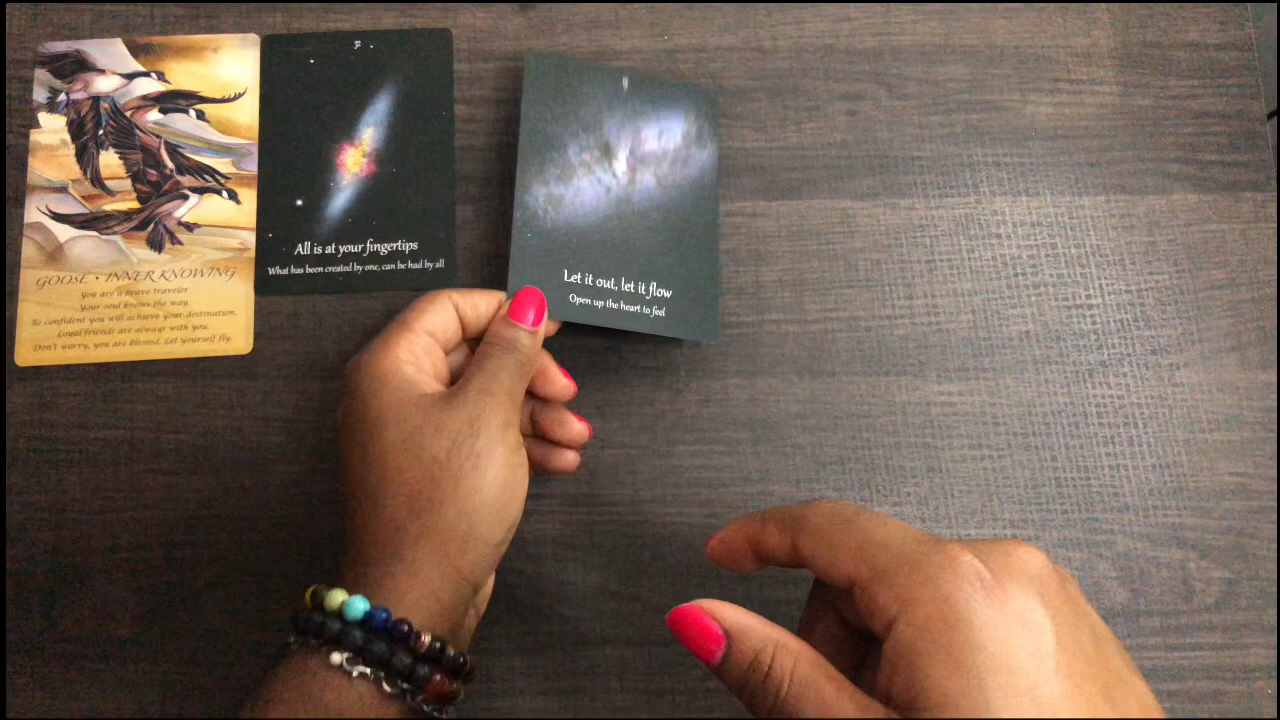 GOOSE • INNER KNOWING
You are a brave traveler.
Your soul knows the way.
Be confident you will achieve your destination.
Loyal friends are always with you.
Don't worry, you are blessed. Let yourself fly.
All is at your fingertips
What has been created by one, can be had by all
Let it out, let it flow
Open up the heart to feel